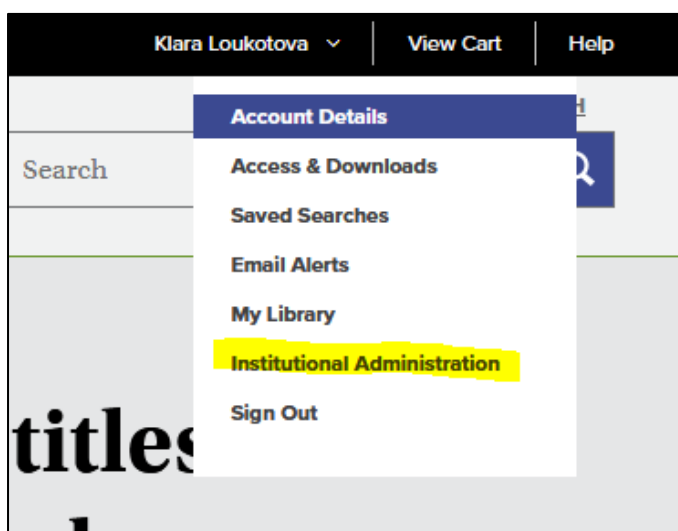 Klara Loukotova View Cart Help
Account Details
Search
Access & Downloads
Saved Searches
Email Alerts
My Library
Institutional Administration
Sign Out
titles